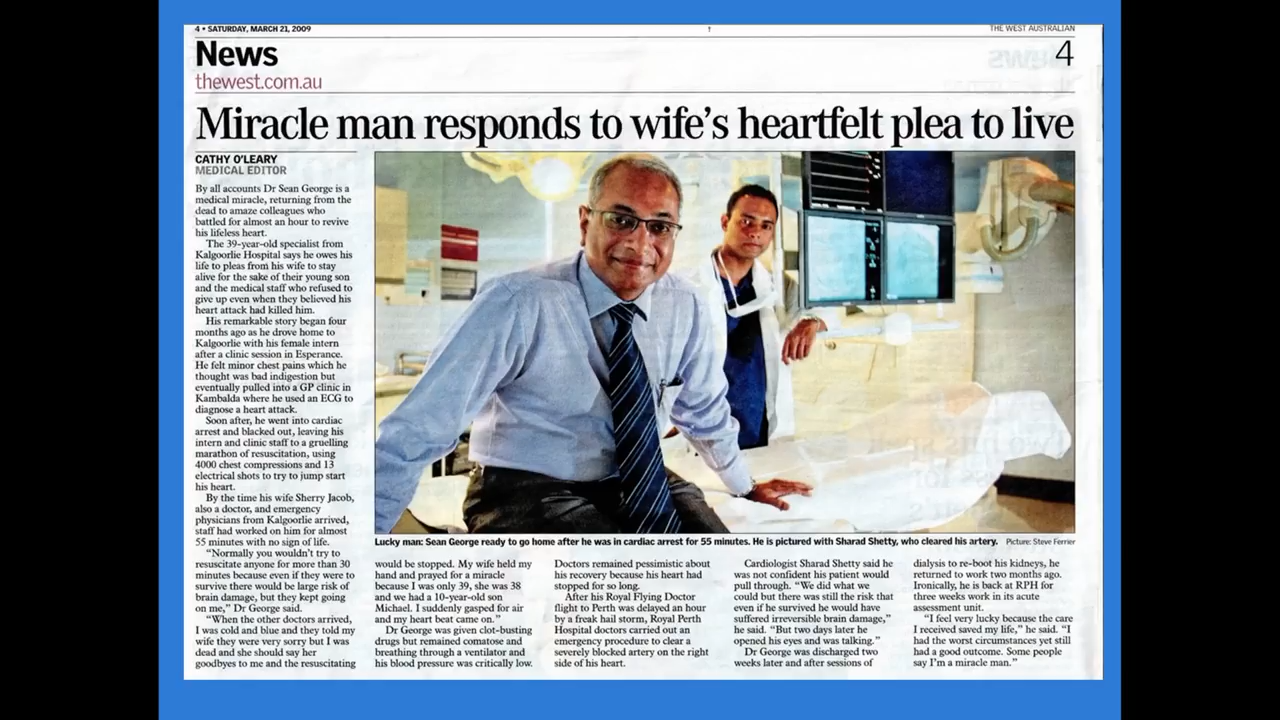 4 • SATURDAY, MARCH 21, 2009
THE WEST AUSTRALIAN
News
4
thewest.com.au
Miracle man responds to wife's heartfelt plea to live
CATHY O'LEARY
MEDICAL EDITOR
By all accounts Dr Sean George is a
medical miracle, returning from the
dead to amaze colleagues who
battled for almost an hour to revive
his lifeless heart.
The 39-year-old specialist from
Kalgoorlie Hospital says he owes his
life to pleas from his wife to stay
alive for the sake of their young son
and the medical staff who refused to
give up even when they believed his
heart attack had killed him.
His remarkable story began four
months ago as he drove home to
Kalgoorlie with his female intern
after a clinic session in Esperance.
He felt minor chest pains which he
thought was bad indigestion but
eventually pulled into a GP clinic in
Kambalda where he used an ECG to
diagnose a heart attack.
Soon after, he went into cardiac
arrest and blacked out, leaving his
intern and clinic staff to a gruelling
marathon of resuscitation, using
4000 chest compressions and 13
electrical shots to try to jump start
his heart.
By the time his wife Sherry Jacob,
also a doctor, and emergency
physicians from Kalgoorlie arrived,
staff had worked on him for almost
55 minutes with no sign of life.
"Normally you wouldn't try to
resuscitate anyone for more than 30
minutes because even if they were to
survive there would be large risk of
brain damage, but they kept going
on me," Dr George said.
"When the other doctors arrived,
I was cold and blue and they told my
wife they were very sorry but I was
dead and she should say her
goodbyes to me and the resuscitating
Lucky man: Sean George ready to go home after he was in cardiac arrest for 55 minutes. He is pictured with Sharad Shetty, who cleared his artery. Picture: Steve Ferrier
would be stopped. My wife held my
hand and prayed for a miracle
because I was only 39, she was 38
and we had a 10-year-old son
Michael. I suddenly gasped for air
and my heart beat came on."
Dr George was given clot-busting
drugs but remained comatose and
breathing through a ventilator and
his blood pressure was critically low.
Doctors remained pessimistic about
his recovery because his heart had
stopped for so long.
After his Royal Flying Doctor
flight to Perth was delayed an hour
by a freak hail storm, Royal Perth
Hospital doctors carried out an
emergency procedure to clear a
severely blocked artery on the right
side of his heart.
Cardiologist Sharad Shetty said he
was not confident his patient would
pull through. "We did what we
could but there was still the risk that
even if he survived he would have
suffered irreversible brain damage,"
he said. "But two days later he
opened his eyes and was talking."
Dr George was discharged two
weeks later and after sessions of
dialysis to re-boot his kidneys, he
returned to work two months ago.
Ironically, he is back at RPH for
three weeks work in its acute
assessment unit.
"I feel very lucky because the care
I received saved my life," he said. "I
had the worst circumstances yet still
had a good outcome. Some people
say I'm a miracle man."